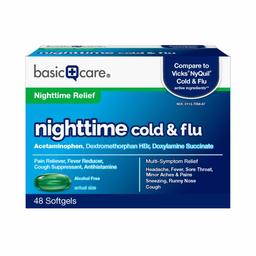 basic care®
Compare to
Vicks® NyQuil®
Cold & Flu
active ingredients**
Nighttime Relief
nighttime cold & flu
Acetaminophen, Dextromethorphan HBr, Doxylamine Succinate
Pain Reliever, Fever Reducer,
Cough Suppressant, Antihistamine
Alcohol Free
actual size
Multi-Symptom Relief
Headache, Fever, Sore Throat,
Minor Aches & Pains
Sneezing, Runny Nose
Cough
48 Softgels